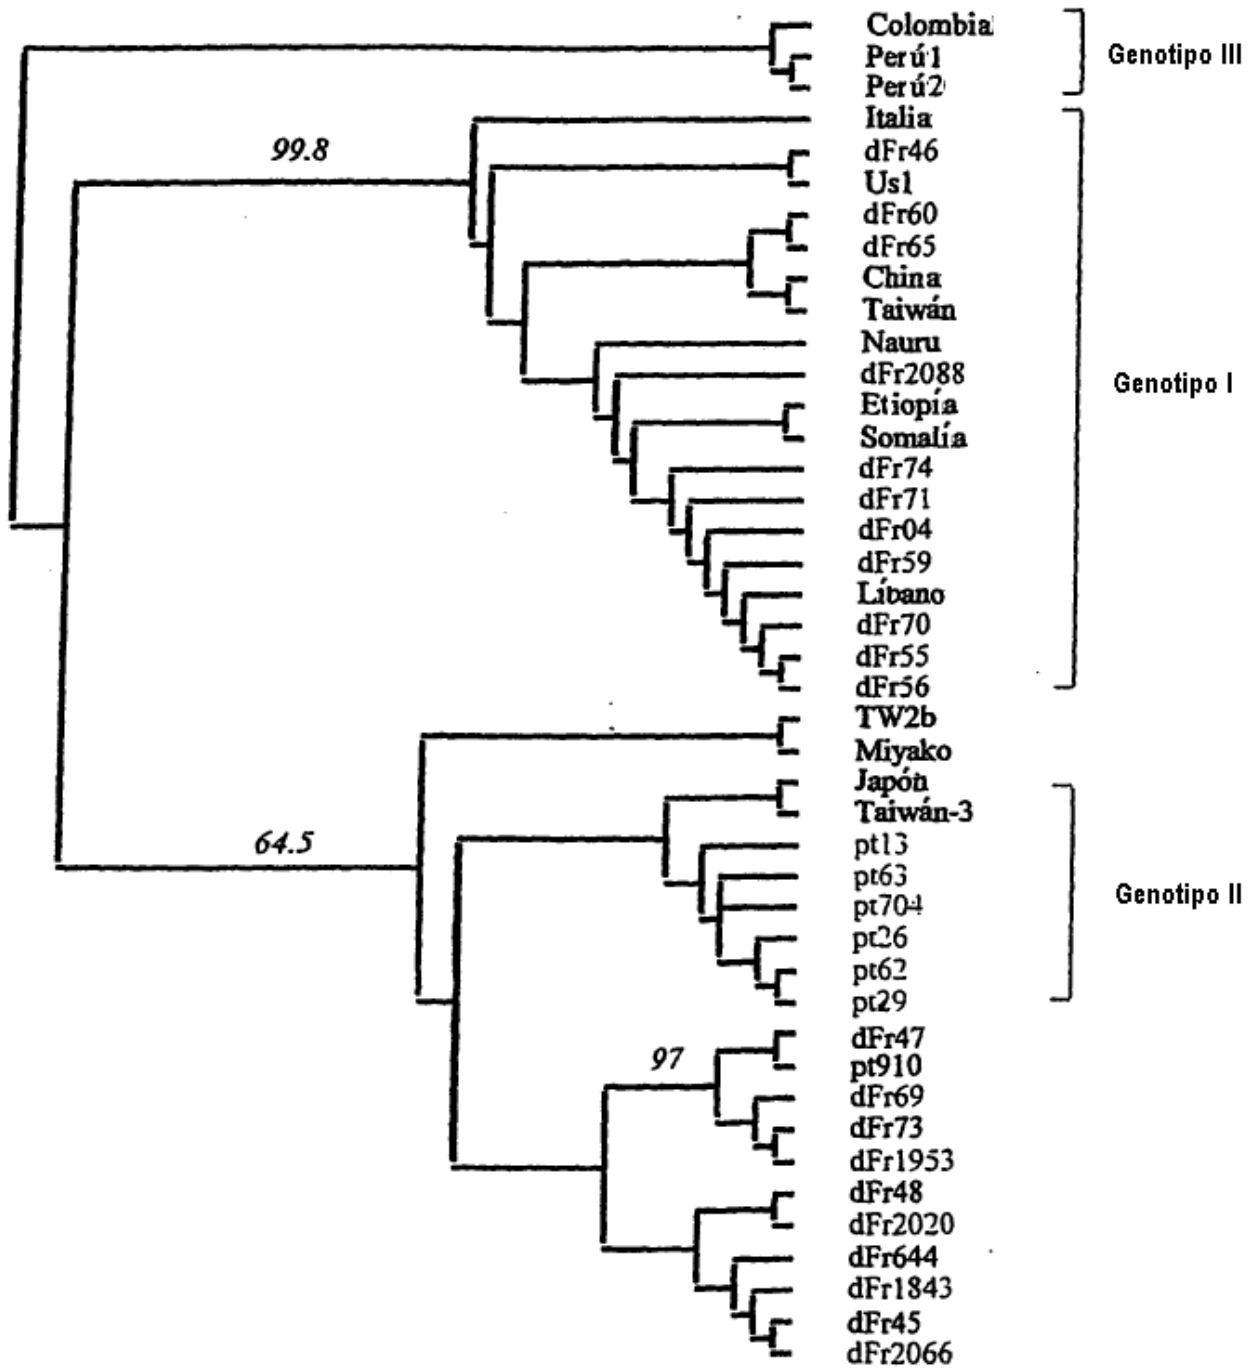 Colombia
Perú1
Genotipo III
Perú2
Italia
99.8
dFr46
Us1
dFr60
dFr65
China
Taiwán
Nauru
dFr2088
Genotipo I
Etiopía
Somalía
dFr74
dFr71
dFr04
dFr59
Líbano
dFr70
dFr55
dFr56
TW2b
Miyako
Japón
Taiwán-3
64.5
pt13
pt63
Genotipo II
pt704
pt26
pt62
pt29
dFr47
97
pt910
dFr69
dFr73
dFr1953
dFr48
dFr2020
dFr644
dFr1843
dFr45
dFr2066